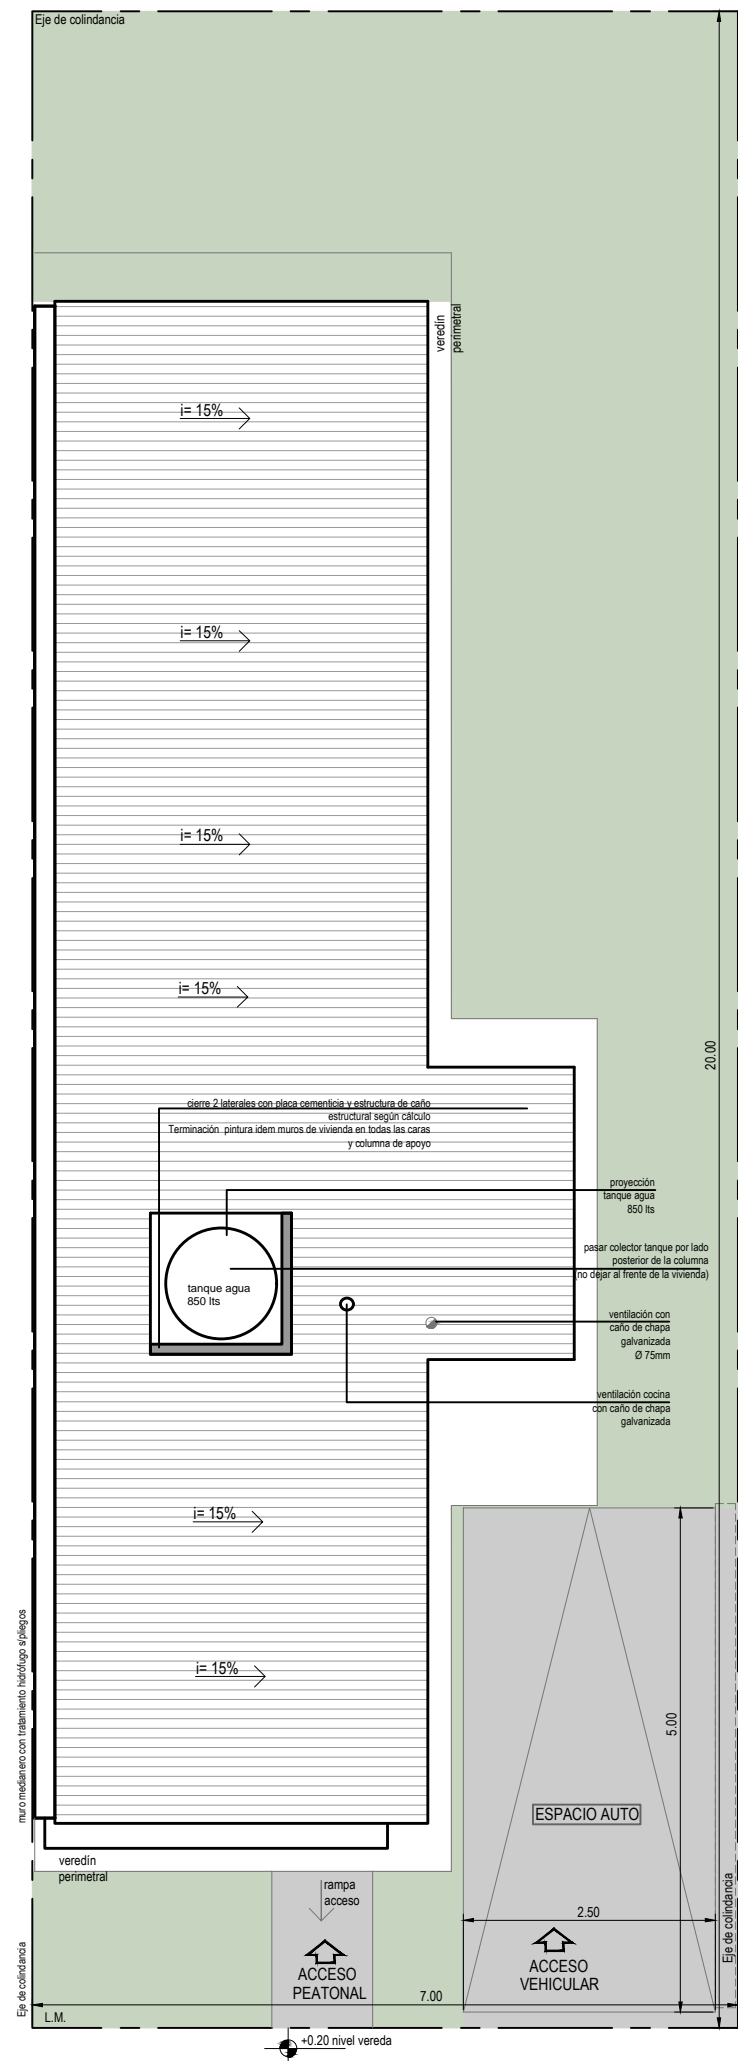 Eje de colindancia
veredín
perimetral
i= 15%
i= 15%
i= 15%
i= 15%
20.00
cierre 2 laterales con placa cementicia y estructura de caño
estructural según cálculo
Terminación pintura idem muros de vivienda en todas las caras
y columna de apoyo
proyección
tanque agua
850 lts
pasar colector tanque por lado
posterior de la columna
(no dejar al frente de la vivienda)
tanque agua
850 lts
ventilación con
caño de chapa
galvanizada
Ø 75mm
ventilación cocina
con caño de chapa
galvanizada
i= 15%
muro medianero con tratamiento hidrófugo s/pliegos
i= 15%
5.00
ESPACIO AUTO
veredín
perimetral
rampa
acceso
2.50
Eje de colindancia
Eje de colindancia
ACCESO
PEATONAL
ACCESO
VEHICULAR
7.00
L.M.
+0.20 nivel vereda